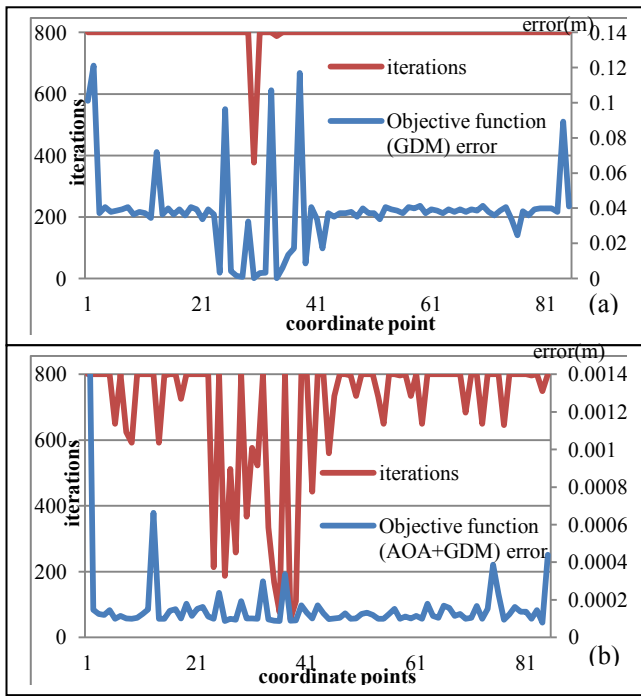 error(m)
800
600
400
200
0
iterations
0.14
0.12
0.1
0.08
0.06
0.04
0.02
0
iterations
Objective function
(GDM) error
1
21
41
61
81
coordinate point
(a)
error(m)
800
600
400
200
0
iterations
0.0014
0.0012
0.001
0.0008
0.0006
0.0004
0.0002
0
iterations
Objective function
(AOA+GDM) error
1
21
41
61
81
coordinate points
(b)